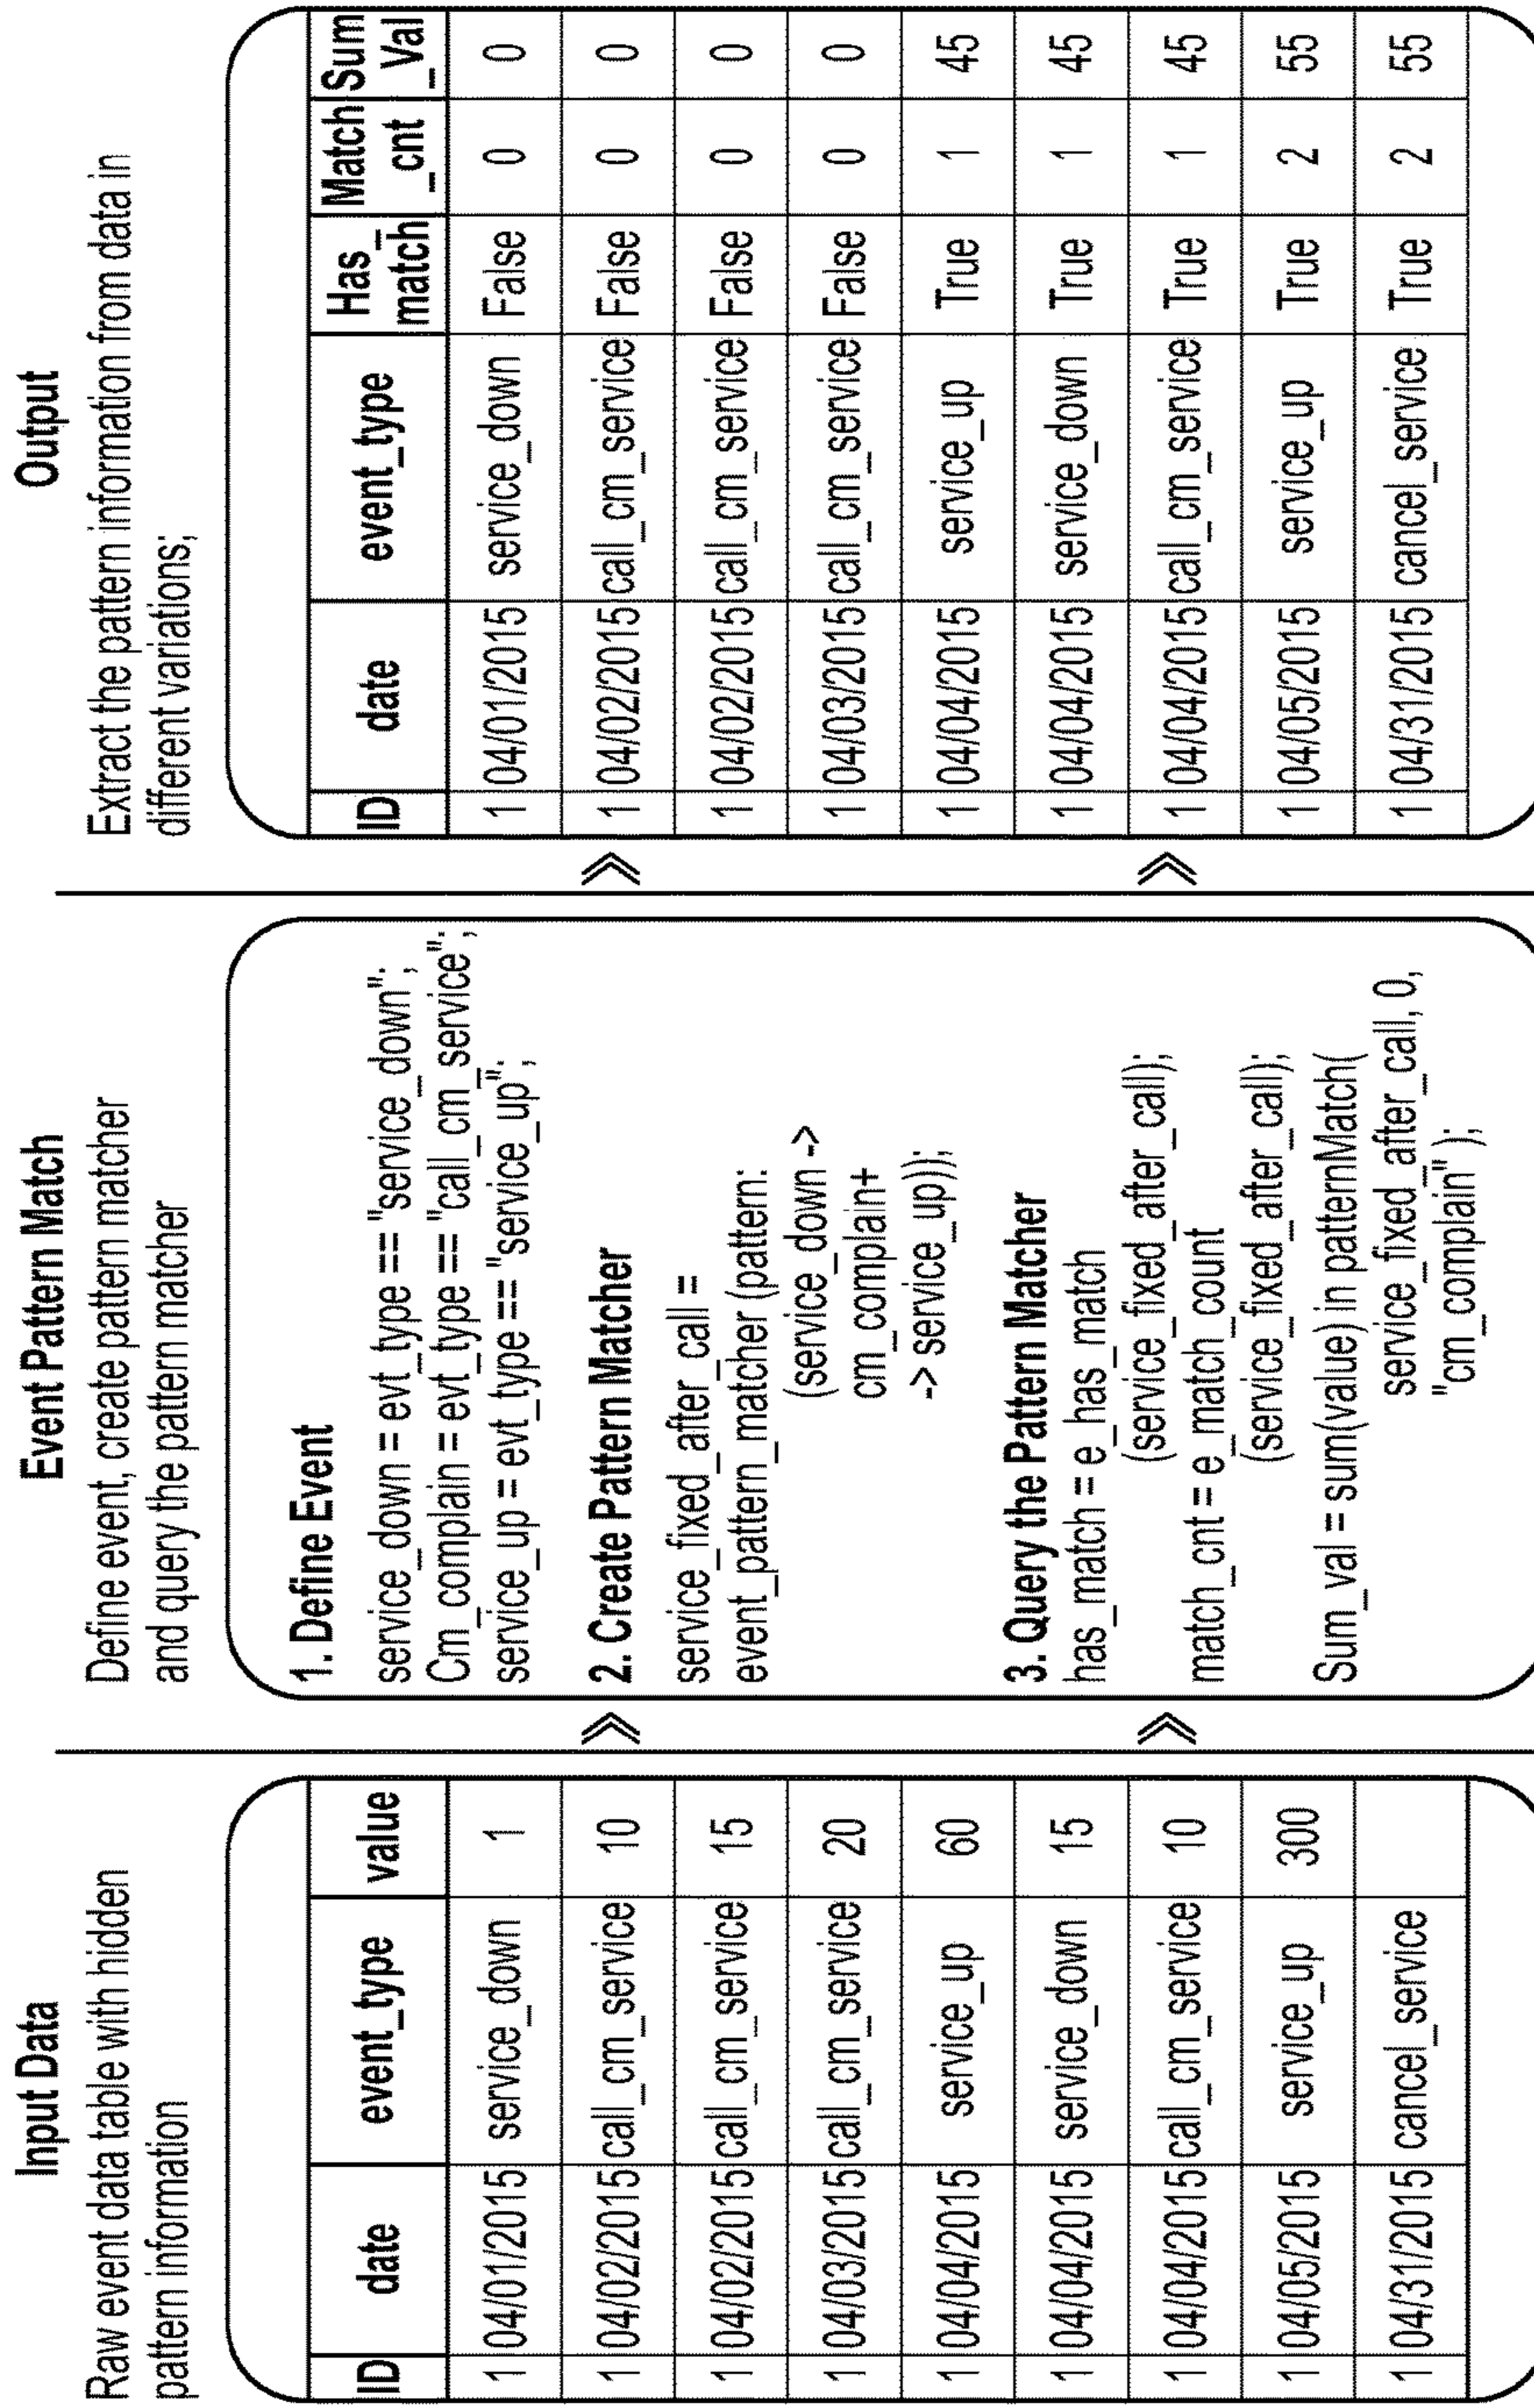 Input Data
Raw event data table with hidden
pattern information
ID date event_type value
1 04/01/2015 service_down 1
1 04/02/2015 call_cm_service 10
1 04/02/2015 call_cm_service 15
1 04/03/2015 call_cm_service 20
1 04/04/2015 service_up 60
1 04/04/2015 service_down 15
1 04/04/2015 call_cm_service 10
1 04/05/2015 service_up 300
1 04/31/2015 cancel_service
Event Pattern Match
Define event, create pattern matcher
and query the pattern matcher
1. Define Event
service_down = evt_type == "service_down";
Cm_complain = evt_type == "call_cm_service";
service_up = evt_type == "service_up";
2. Create Pattern Matcher
service_fixed_after_call =
event_pattern_matcher (pattern:
(service_down ->
cm_complain+
-> service_up));
3. Query the Pattern Matcher
has_match = e_has_match
(service_fixed_after_call);
match_cnt = e_match_count
(service_fixed_after_call);
Sum_val = sum(value) in patternMatch(
service_fixed_after_call, 0,
"cm_complain");
Output
Extract the pattern information from data in
different variations;
ID date event_type Has_ match Match _cnt Sum _Val
1 04/01/2015 service_down False 0 0
1 04/02/2015 call_cm_service False 0 0
1 04/02/2015 call_cm_service False 0 0
1 04/03/2015 call_cm_service False 0 0
1 04/04/2015 service_up True 1 45
1 04/04/2015 service_down True 1 45
1 04/04/2015 call_cm_service True 1 45
1 04/05/2015 service_up True 2 55
1 04/31/2015 cancel_service True 2 55